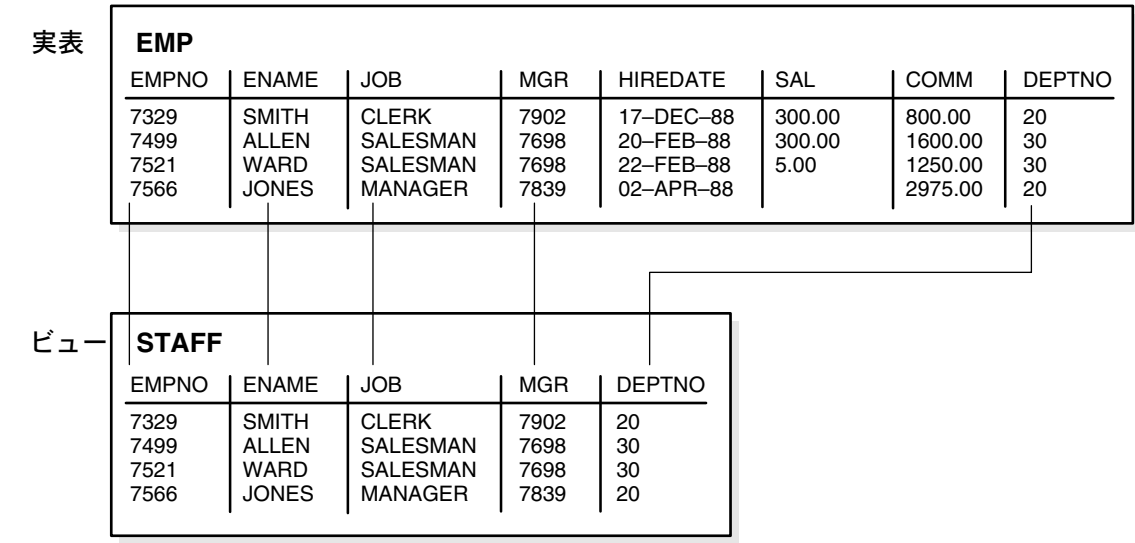 実表
EMP
EMPNO ENAME JOB MGR HIREDATE SAL COMM DEPTNO
7329 SMITH CLERK 7902 17–DEC–88 300.00 800.00 20
7499 ALLEN SALESMAN 7698 20–FEB–88 300.00 1600.00 30
7521 WARD SALESMAN 7698 22–FEB–88 5.00 1250.00 30
7566 JONES MANAGER 7839 02–APR–88 2975.00 20
ビュー
STAFF
EMPNO ENAME JOB MGR DEPTNO
7329 SMITH CLERK 7902 20
7499 ALLEN SALESMAN 7698 30
7521 WARD SALESMAN 7698 30
7566 JONES MANAGER 7839 20